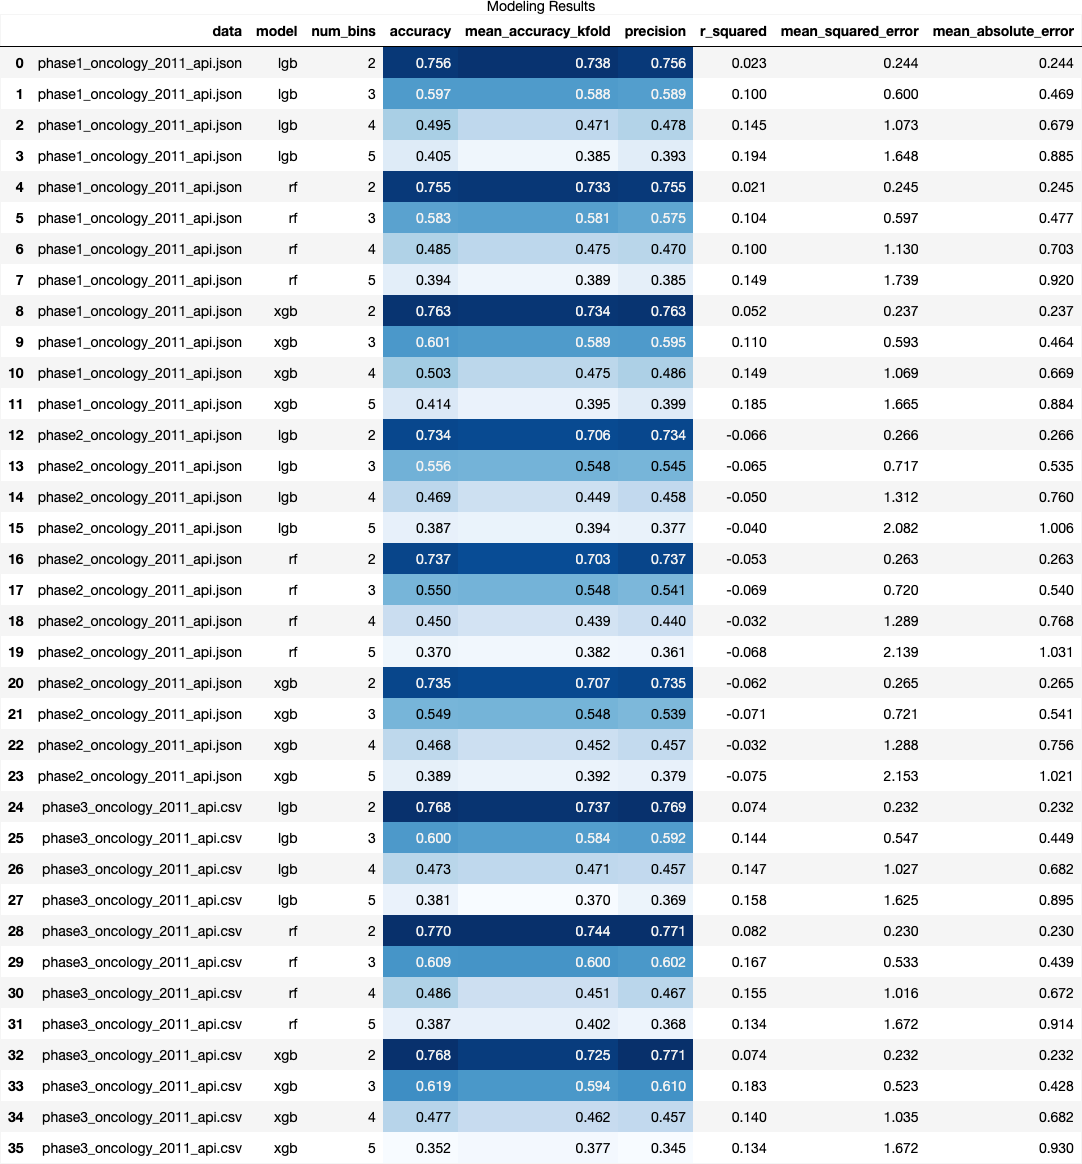 Modeling Results
data model num_bins accuracy mean_accuracy_kfold precision r_squared mean_squared_error mean_absolute_error
0 phase1_oncology_2011_api.json lgb 2 0.756 0.738 0.756 0.023 0.244 0.244
1 phase1_oncology_2011_api.json lgb 3 0.597 0.588 0.589 0.100 0.600 0.469
2 phase1_oncology_2011_api.json lgb 4 0.495 0.471 0.478 0.145 1.073 0.679
3 phase1_oncology_2011_api.json lgb 5 0.405 0.385 0.393 0.194 1.648 0.885
4 phase1_oncology_2011_api.json rf 2 0.755 0.733 0.755 0.021 0.245 0.245
5 phase1_oncology_2011_api.json rf 3 0.583 0.581 0.575 0.104 0.597 0.477
6 phase1_oncology_2011_api.json rf 4 0.485 0.475 0.470 0.100 1.130 0.703
7 phase1_oncology_2011_api.json rf 5 0.394 0.389 0.385 0.149 1.739 0.920
8 phase1_oncology_2011_api.json xgb 2 0.763 0.734 0.763 0.052 0.237 0.237
9 phase1_oncology_2011_api.json xgb 3 0.601 0.589 0.595 0.110 0.593 0.464
10 phase1_oncology_2011_api.json xgb 4 0.503 0.475 0.486 0.149 1.069 0.669
11 phase1_oncology_2011_api.json xgb 5 0.414 0.395 0.399 0.185 1.665 0.884
12 phase2_oncology_2011_api.json lgb 2 0.734 0.706 0.734 -0.066 0.266 0.266
13 phase2_oncology_2011_api.json lgb 3 0.556 0.548 0.545 -0.065 0.717 0.535
14 phase2_oncology_2011_api.json lgb 4 0.469 0.449 0.458 -0.050 1.312 0.760
15 phase2_oncology_2011_api.json lgb 5 0.387 0.394 0.377 -0.040 2.082 1.006
16 phase2_oncology_2011_api.json rf 2 0.737 0.703 0.737 -0.053 0.263 0.263
17 phase2_oncology_2011_api.json rf 3 0.550 0.548 0.541 -0.069 0.720 0.540
18 phase2_oncology_2011_api.json rf 4 0.450 0.439 0.440 -0.032 1.289 0.768
19 phase2_oncology_2011_api.json rf 5 0.370 0.382 0.361 -0.068 2.139 1.031
20 phase2_oncology_2011_api.json xgb 2 0.735 0.707 0.735 -0.062 0.265 0.265
21 phase2_oncology_2011_api.json xgb 3 0.549 0.548 0.539 -0.071 0.721 0.541
22 phase2_oncology_2011_api.json xgb 4 0.468 0.452 0.457 -0.032 1.288 0.756
23 phase2_oncology_2011_api.json xgb 5 0.389 0.392 0.379 -0.075 2.153 1.021
24 phase3_oncology_2011_api.csv lgb 2 0.768 0.737 0.769 0.074 0.232 0.232
25 phase3_oncology_2011_api.csv lgb 3 0.600 0.584 0.592 0.144 0.547 0.449
26 phase3_oncology_2011_api.csv lgb 4 0.473 0.471 0.457 0.147 1.027 0.682
27 phase3_oncology_2011_api.csv lgb 5 0.381 0.370 0.369 0.158 1.625 0.895
28 phase3_oncology_2011_api.csv rf 2 0.770 0.744 0.771 0.082 0.230 0.230
29 phase3_oncology_2011_api.csv rf 3 0.609 0.600 0.602 0.167 0.533 0.439
30 phase3_oncology_2011_api.csv rf 4 0.486 0.451 0.467 0.155 1.016 0.672
31 phase3_oncology_2011_api.csv rf 5 0.387 0.402 0.368 0.134 1.672 0.914
32 phase3_oncology_2011_api.csv xgb 2 0.768 0.725 0.771 0.074 0.232 0.232
33 phase3_oncology_2011_api.csv xgb 3 0.619 0.594 0.610 0.183 0.523 0.428
34 phase3_oncology_2011_api.csv xgb 4 0.477 0.462 0.457 0.140 1.035 0.682
35 phase3_oncology_2011_api.csv xgb 5 0.352 0.377 0.345 0.134 1.672 0.930